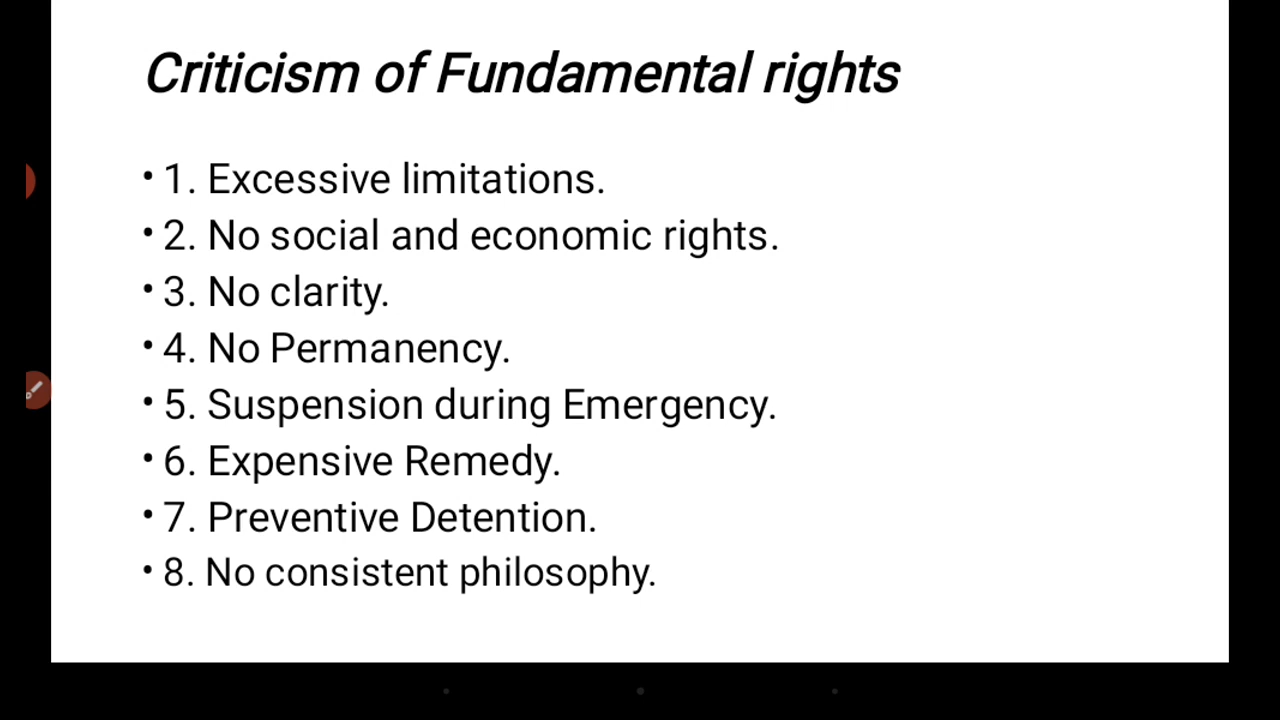 Criticism of Fundamental rights
• 1. Excessive limitations.
• 2. No social and economic rights.
• 3. No clarity.
• 4. No Permanency.
• 5. Suspension during Emergency.
• 6. Expensive Remedy.
• 7. Preventive Detention.
• 8. No consistent philosophy.